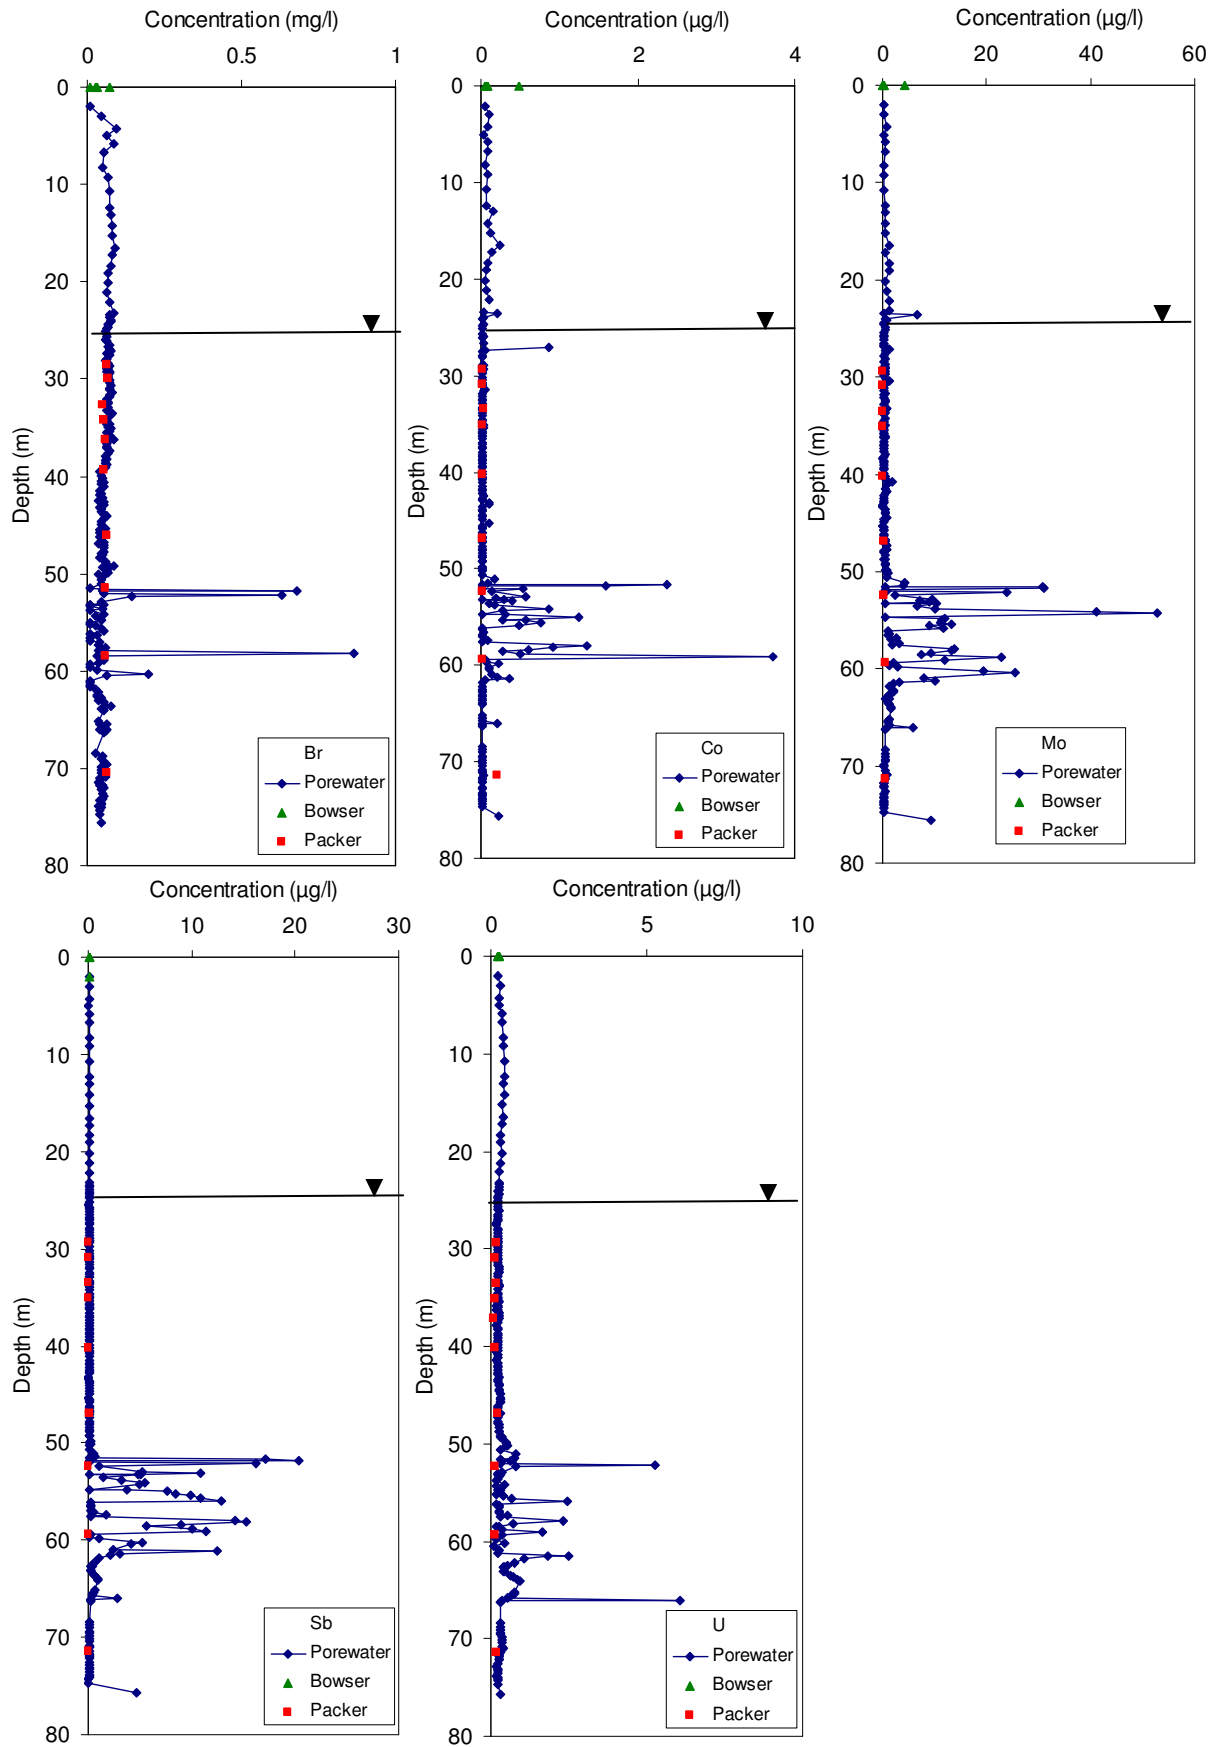 Concentration (mg/l)
0 0.5 1
0
10
20
30
40
50
60
70
80
Depth (m)
Br
Porewater
Bowser
Packer
Concentration (µg/l)
0 2 4
0
10
20
30
40
50
60
70
80
Depth (m)
Co
Porewater
Bowser
Packer
Concentration (µg/l)
0 20 40 60
0
10
20
30
40
50
60
70
80
Depth (m)
Mo
Porewater
Bowser
Packer
Concentration (µg/l)
0 10 20 30
0
10
20
30
40
50
60
70
80
Depth (m)
Sb
Porewater
Bowser
Packer
Concentration (µg/l)
0 5 10
0
10
20
30
40
50
60
70
80
Depth (m)
U
Porewater
Bowser
Packer